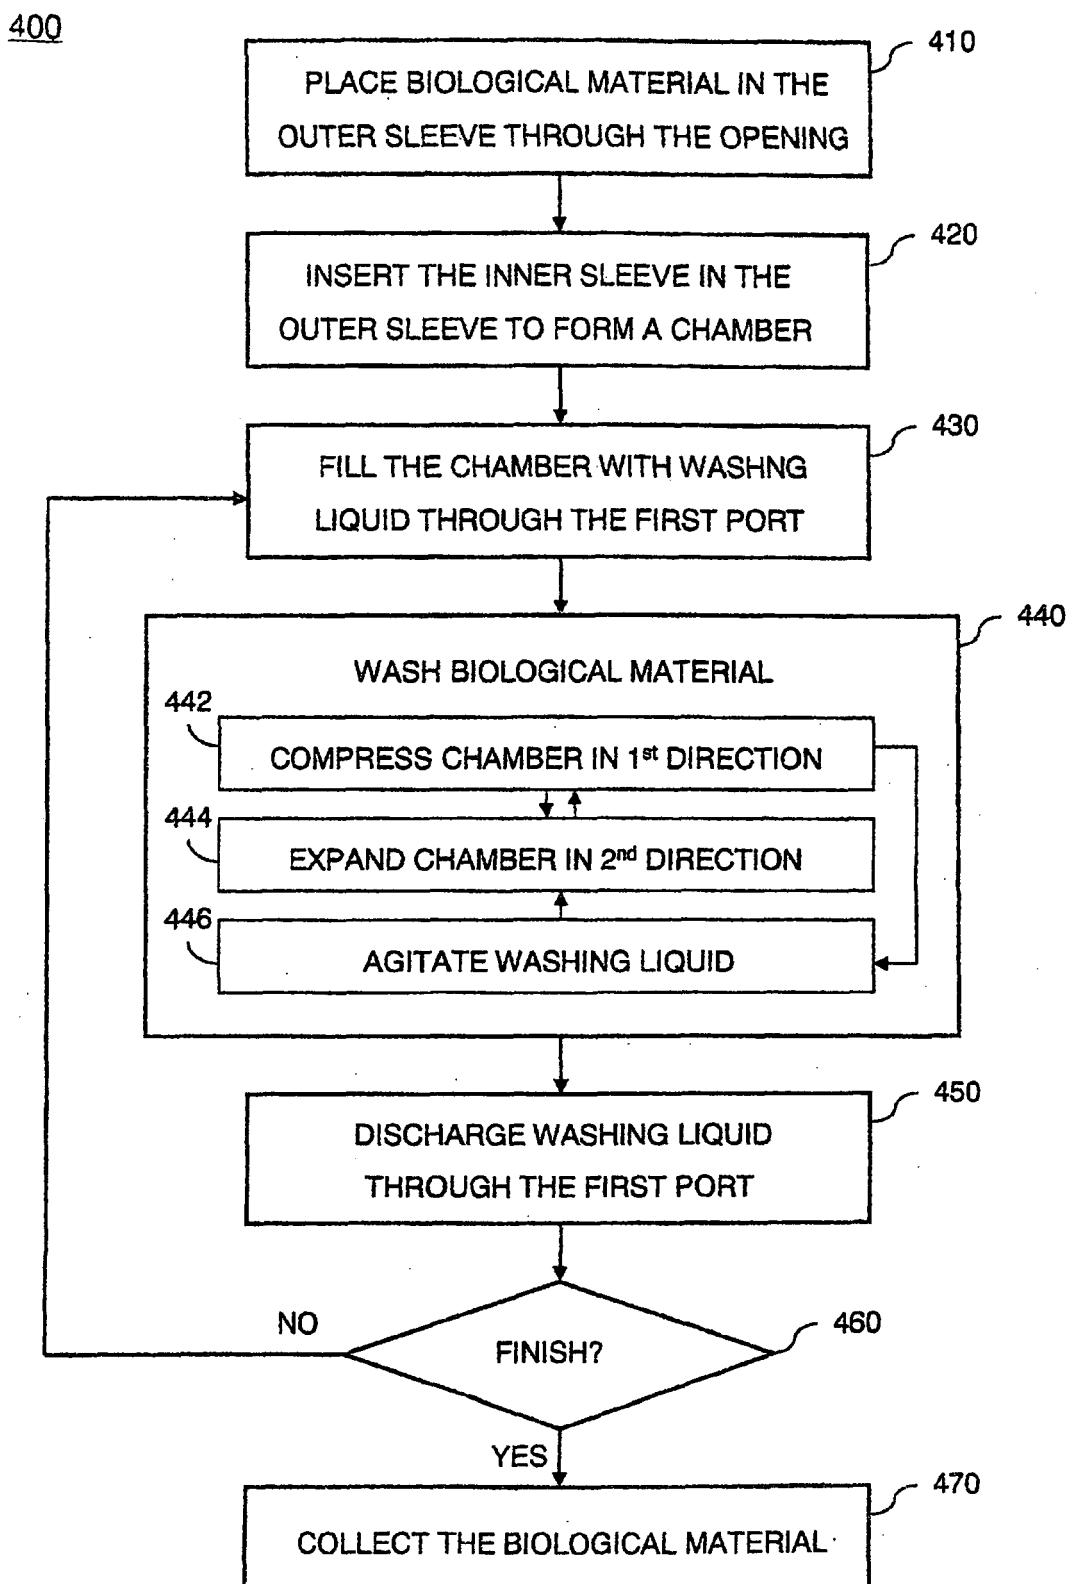 400
410
PLACE BIOLOGICAL MATERIAL IN THE
OUTER SLEEVE THROUGH THE OPENING
420
INSERT THE INNER SLEEVE IN THE
OUTER SLEEVE TO FORM A CHAMBER
430
FILL THE CHAMBER WITH WASHNG
LIQUID THROUGH THE FIRST PORT
440
WASH BIOLOGICAL MATERIAL
442
COMPRESS CHAMBER IN 1st DIRECTION
444
EXPAND CHAMBER IN 2nd DIRECTION
446
AGITATE WASHING LIQUID
450
DISCHARGE WASHING LIQUID
THROUGH THE FIRST PORT
460
NO
FINISH?
YES
470
COLLECT THE BIOLOGICAL MATERIAL